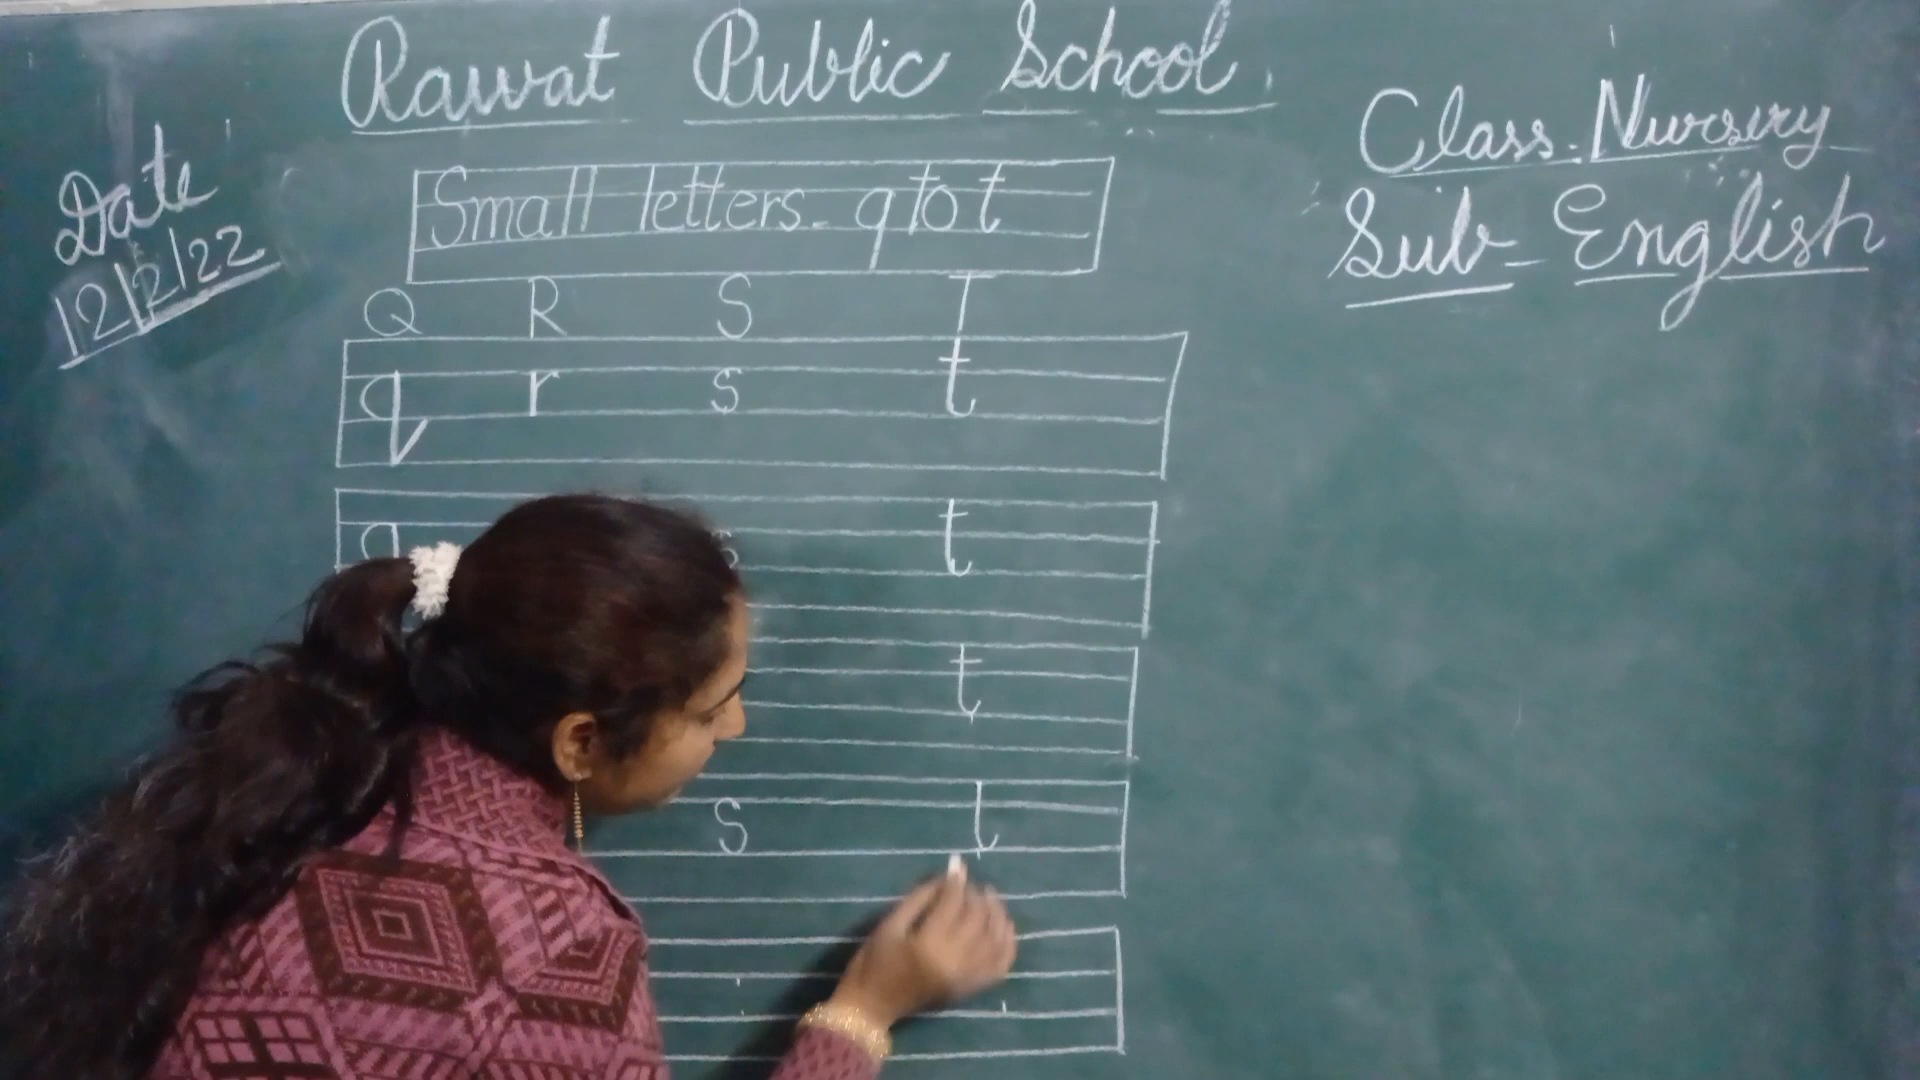 Rawat Public School
Class. Nursery
Sub - English
Date
12/12/22
Small letters - q to t
Q R S T
q r s t
q s t
t
s t